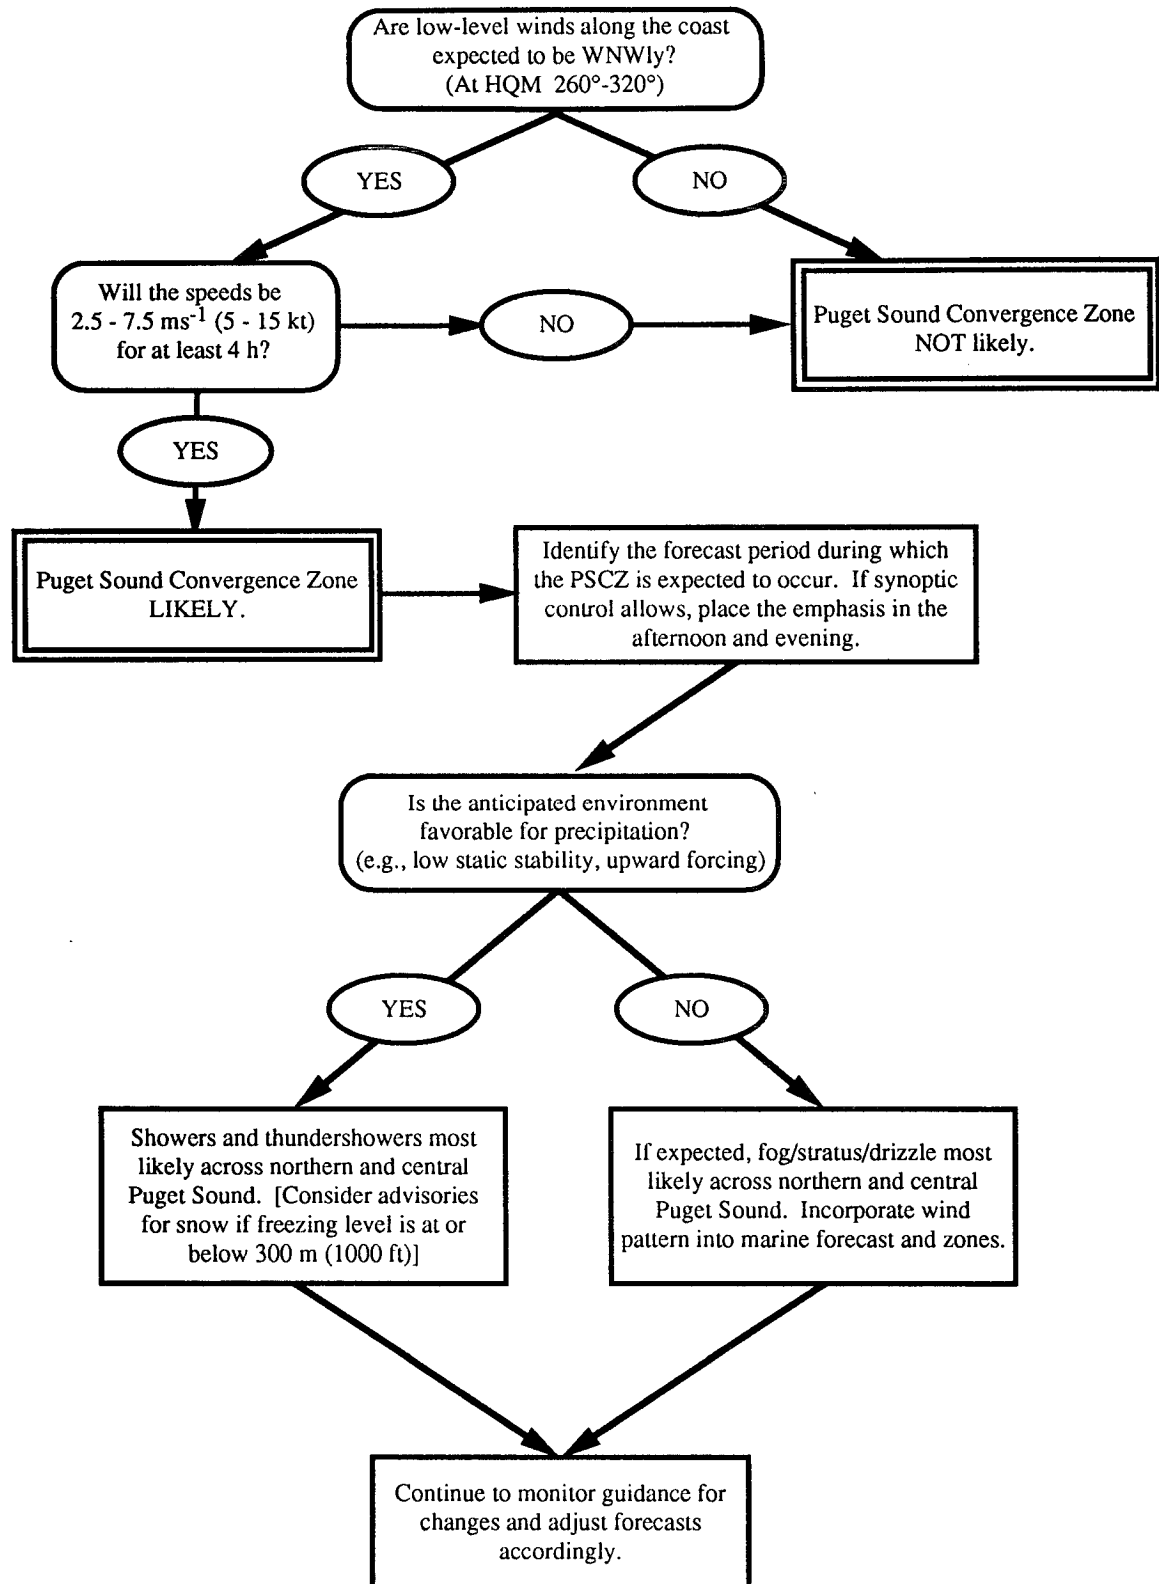 Are low-level winds along the coast
expected to be WNWly?
(At HQM 260°-320°)
YES
NO
Will the speeds be
2.5 - 7.5 ms-1 (5 - 15 kt)
for at least 4 h?
NO
Puget Sound Convergence Zone
NOT likely.
YES
Puget Sound Convergence Zone
LIKELY.
Identify the forecast period during which
the PSCZ is expected to occur. If synoptic
control allows, place the emphasis in the
afternoon and evening.
Is the anticipated environment
favorable for precipitation?
(e.g., low static stability, upward forcing)
YES
NO
Showers and thundershowers most
likely across northern and central
Puget Sound. [Consider advisories
for snow if freezing level is at or
below 300 m (1000 ft)]
If expected, fog/stratus/drizzle most
likely across northern and central
Puget Sound. Incorporate wind
pattern into marine forecast and zones.
Continue to monitor guidance for
changes and adjust forecasts
accordingly.